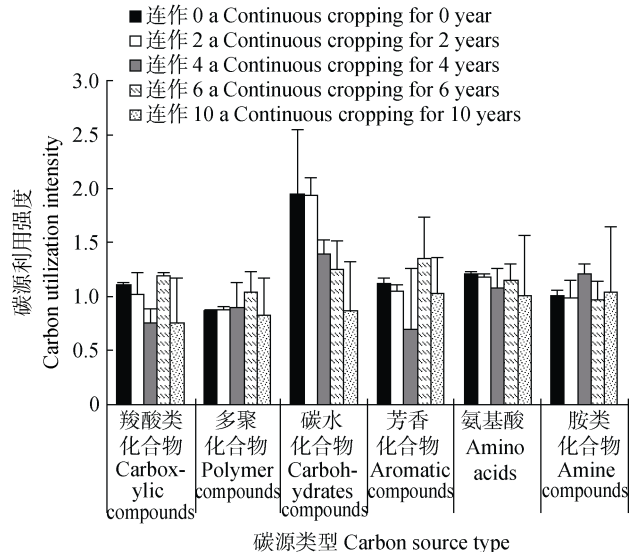 连作 0 a Continuous cropping for 0 year
连作 2 a Continuous cropping for 2 years
连作 4 a Continuous cropping for 4 years
连作 6 a Continuous cropping for 6 years
连作 10 a Continuous cropping for 10 years
碳源利用强度
Carbon utilization intensity
3.0
2.5
2.0
1.5
1.0
0.5
0
羧酸类
化合物
Carbox-
ylic
compounds
多聚
化合物
Polymer
compounds
碳水
化合物
Carboh-
ydrates
compounds
芳香
化合物
Aromatic
compounds
氨基酸
Amino
acids
胺类
化合物
Amine
compounds
碳源类型 Carbon source type